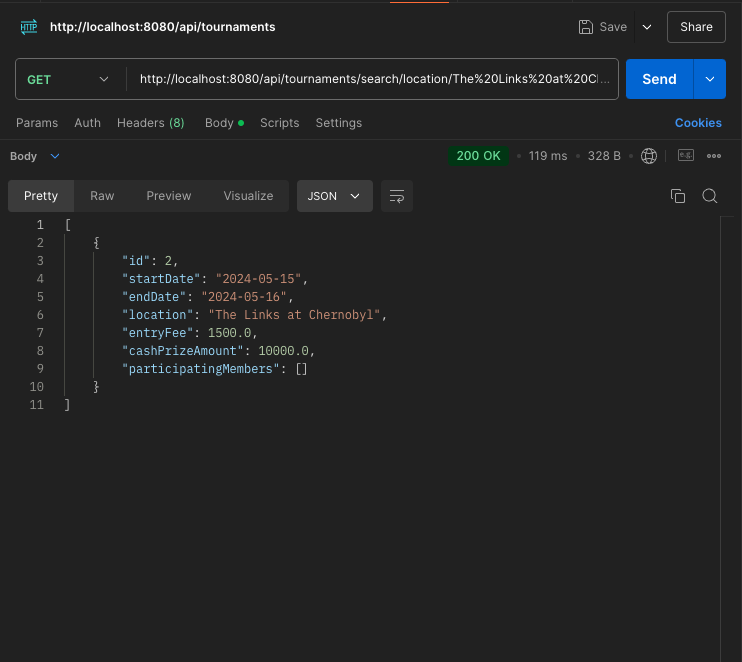 HTTP http://localhost:8080/api/tournaments Save Share
GET http://localhost:8080/api/tournaments/search/location/The%20Links%20at%20C... Send
Params Auth Headers (8) Body Scripts Settings Cookies
Body 200 OK 119 ms 328 B e.g.
Pretty Raw Preview Visualize JSON
1 [
2 {
3 "id": 2,
4 "startDate": "2024-05-15",
5 "endDate": "2024-05-16",
6 "location": "The Links at Chernobyl",
7 "entryFee": 1500.0,
8 "cashPrizeAmount": 10000.0,
9 "participatingMembers": []
10 }
11 ]